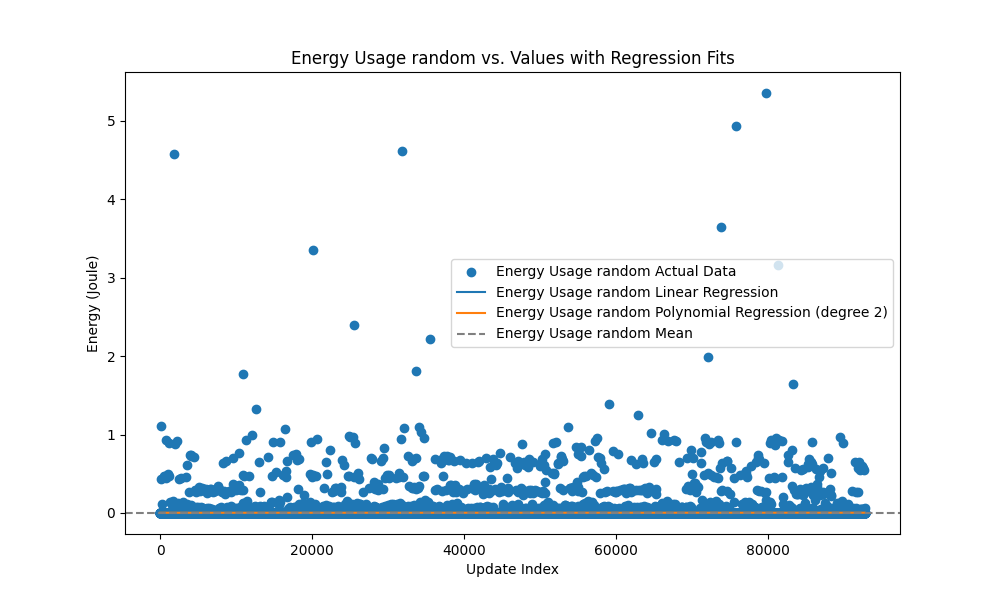 Energy Usage random vs. Values with Regression Fits
5
4
3
2
1
0
Energy (Joule)
Energy Usage random Actual Data
Energy Usage random Linear Regression
Energy Usage random Polynomial Regression (degree 2)
Energy Usage random Mean
0 20000 40000 60000 80000
Update Index